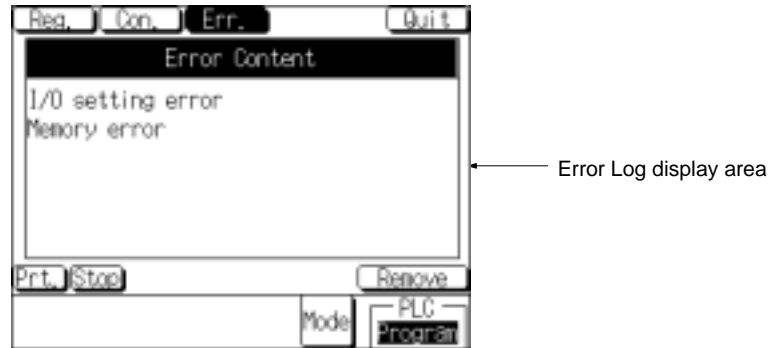 Reg. Con. Err. Quit
Error Content
I/O setting error
Memory error
Error Log display area
Prt. Stop Remove
Mode PLC
Program